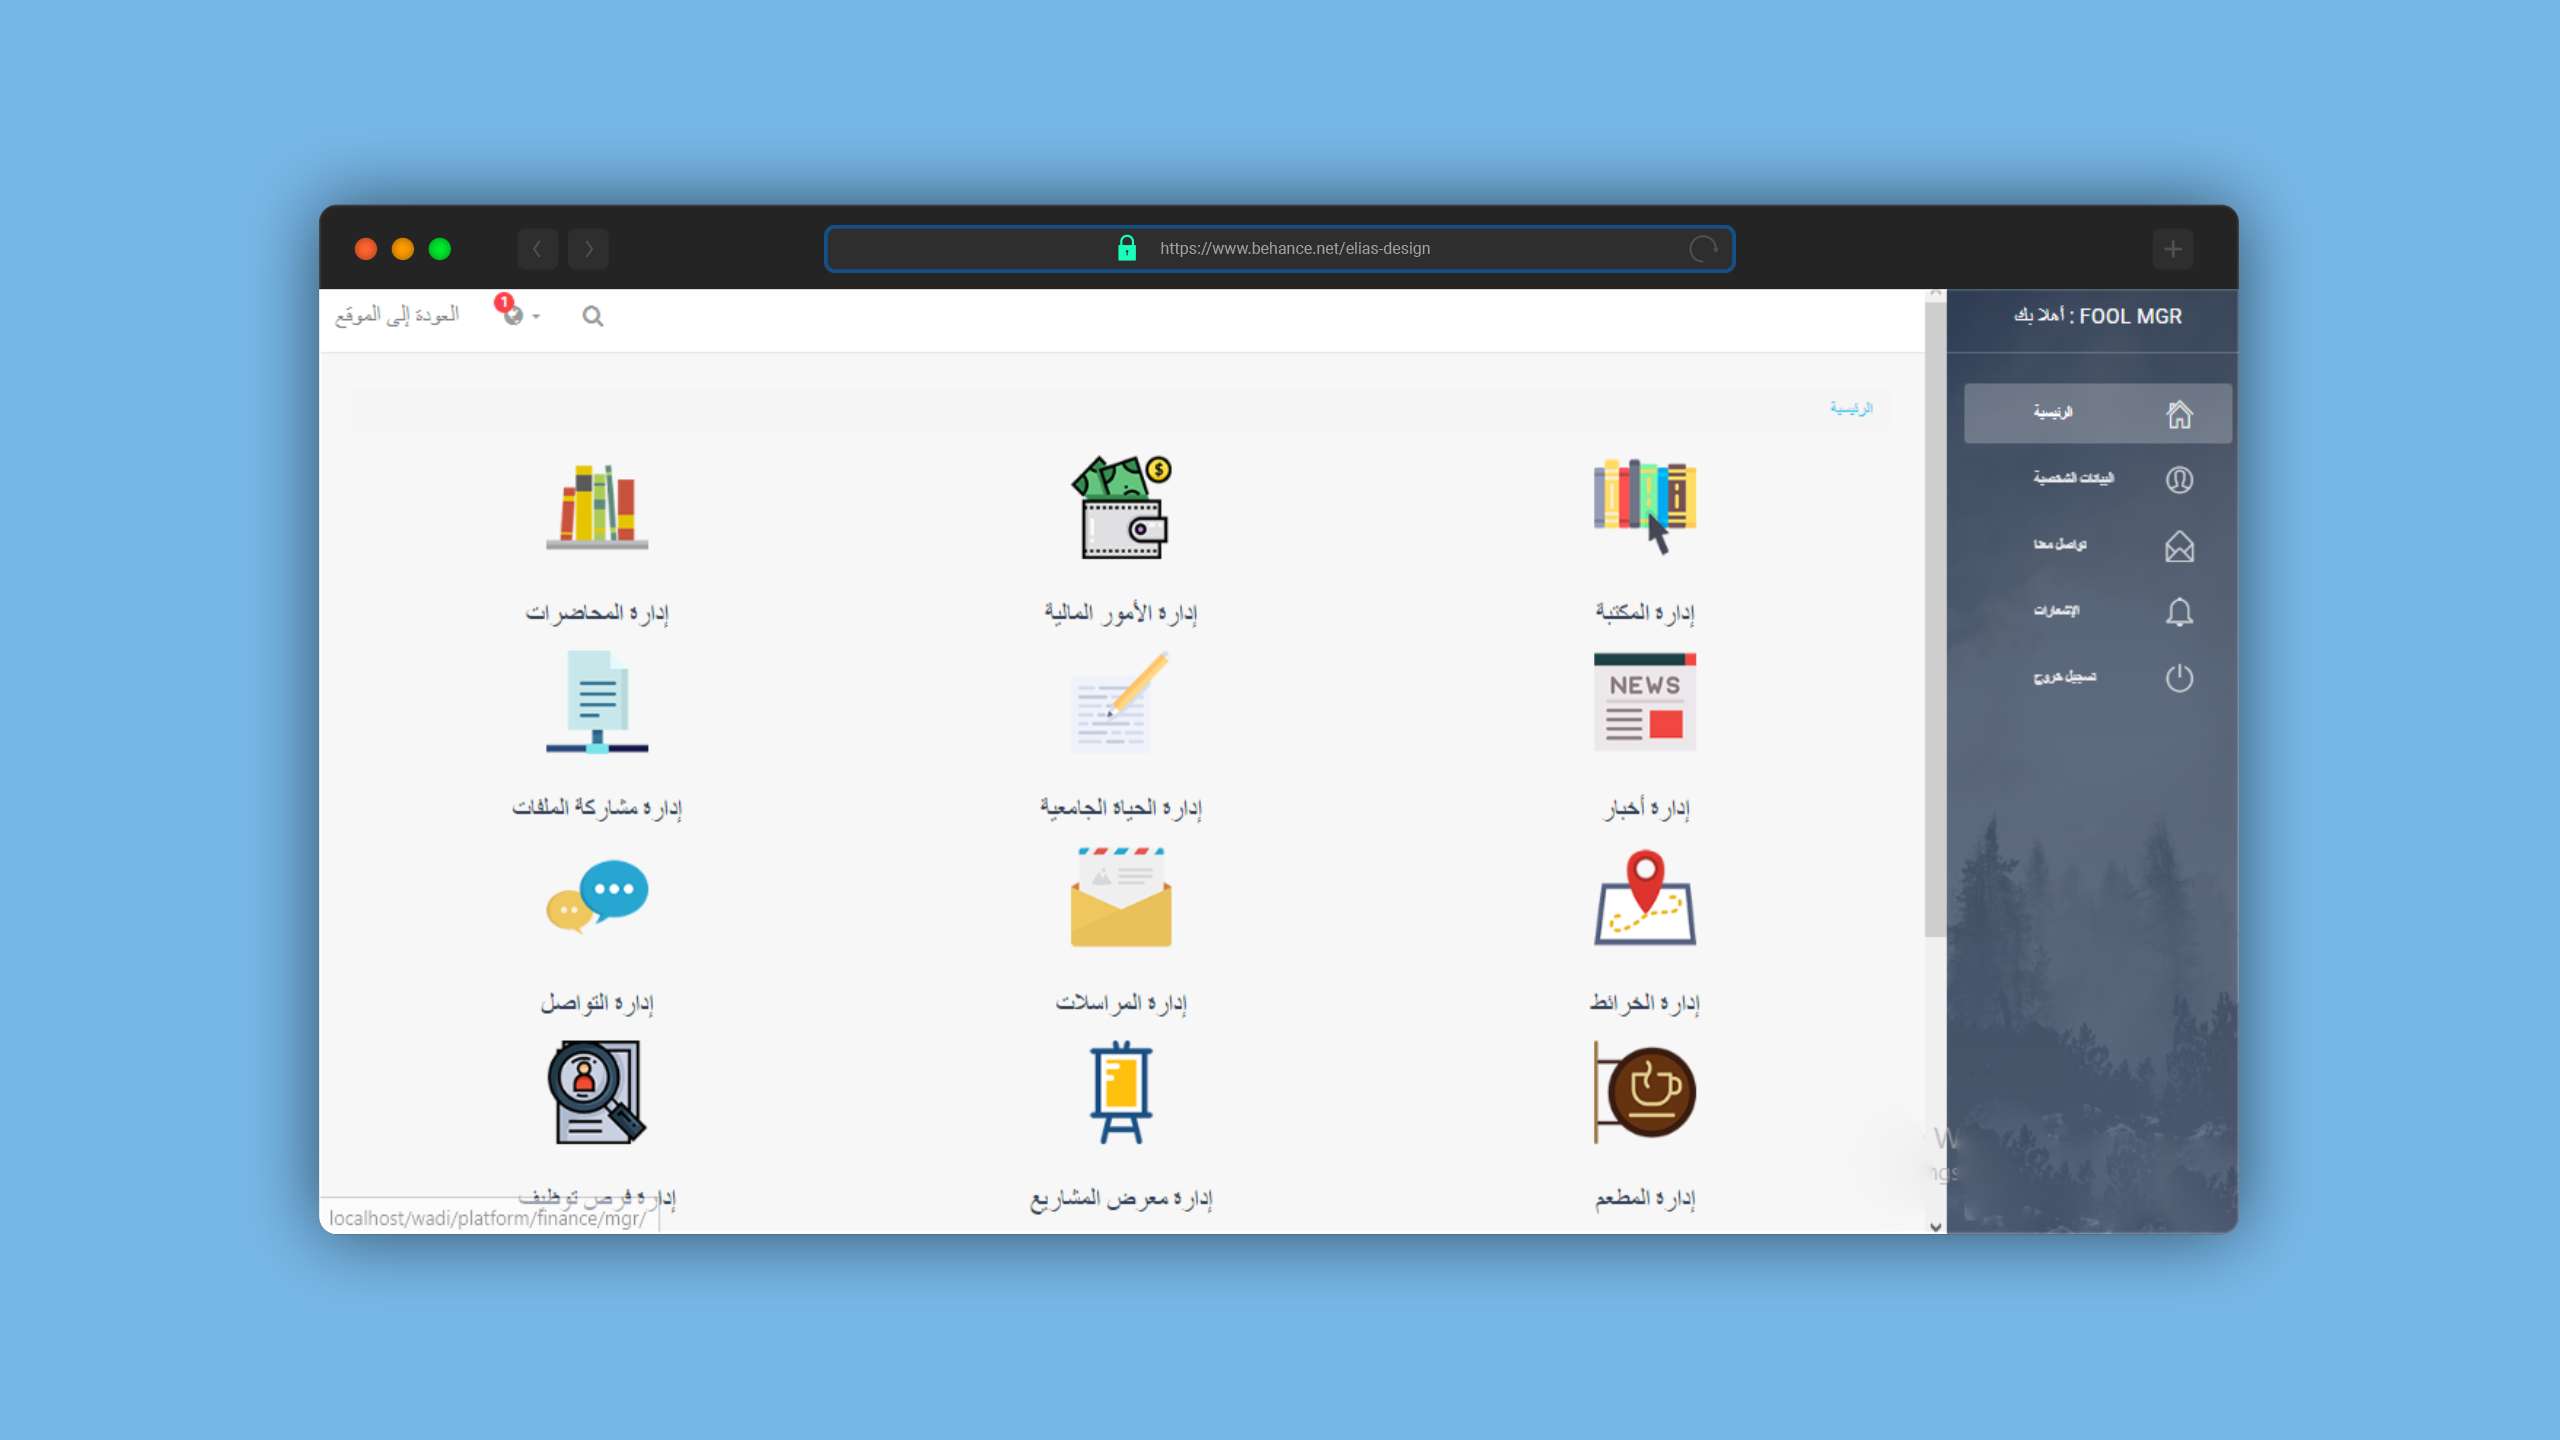 https://www.behance.net/elias-design
أهلا بك : FOOL MGR
العودة إلى الموقع
1
الرئيسية
الرئيسية
البيانات الشخصية
تواصل معنا
الإشعارات
تسجيل خروج
إدارة المكتبة
إدارة الأمور المالية
إدارة المحاضرات
NEWS
إدارة أخبار
إدارة الحياة الجامعية
إدارة مشاركة الملفات
إدارة الخرائط
إدارة المراسلات
إدارة التواصل
إدارة المطعم
إدارة معرض المشاريع
إدارة فرص توظيف
localhost/wadi/platform/finance/mgr/